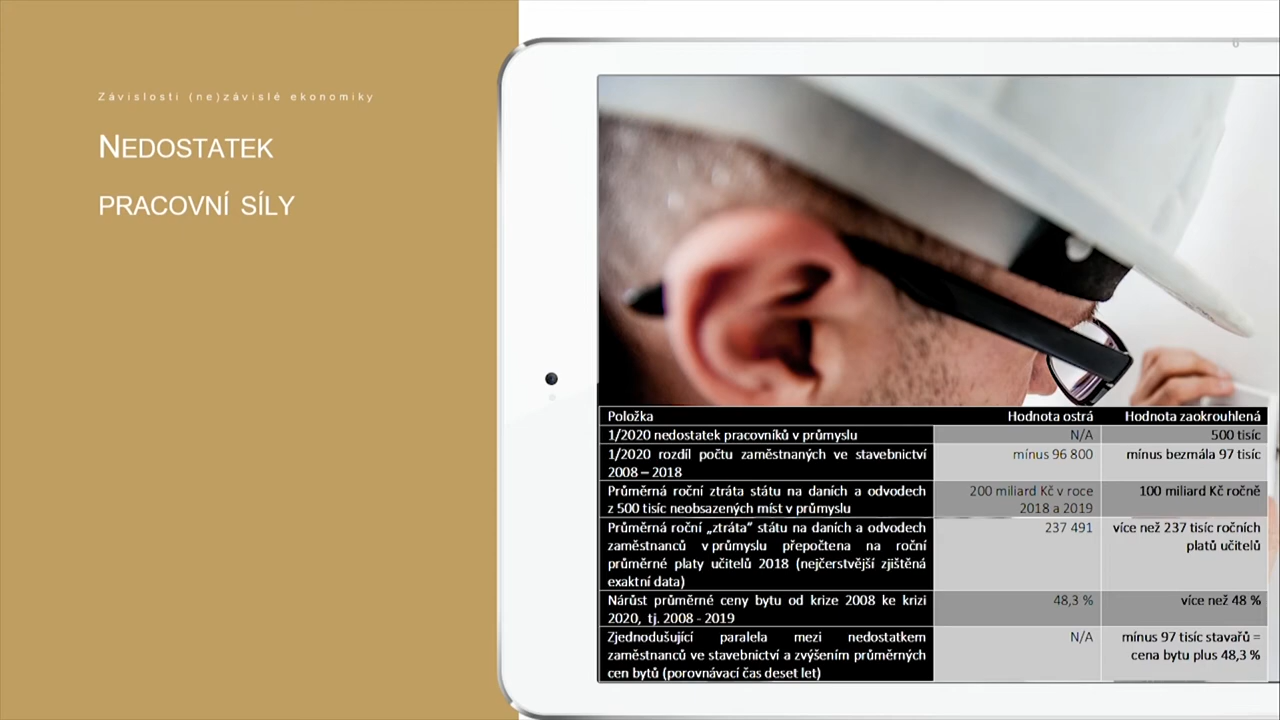 Závislosti (ne)závislé ekonomiky
NEDOSTATEK
PRACOVNÍ SÍLY
Položka Hodnota ostrá Hodnota zaokrouhlená
1/2020 nedostatek pracovníků v průmyslu N/A 500 tisíc
1/2020 rozdíl počtu zaměstnaných ve stavebnictví mínus 96 800 mínus bezmála 97 tisíc
2008 – 2018
Průměrná roční ztráta státu na daních a odvodech 200 miliard Kč v roce 100 miliard Kč ročně
z 500 tisíc neobsazených míst v průmyslu 2018 a 2019
Průměrná roční „ztráta“ státu na daních a odvodech 237 491 více než 237 tisíc ročních
zaměstnanců v průmyslu přepočtena na roční platů učitelů
průměrné platy učitelů 2018 (nejčerstvější zjištěná
exaktní data)
Nárůst průměrné ceny bytu od krize 2008 ke krizi 48,3 % více než 48 %
2020, tj. 2008 - 2019
Zjednodušující paralela mezi nedostatkem N/A mínus 97 tisíc stavařů =
zaměstnanců ve stavebnictví a zvýšením průměrných cena bytu plus 48,3 %
cen bytů (porovnávací čas deset let)